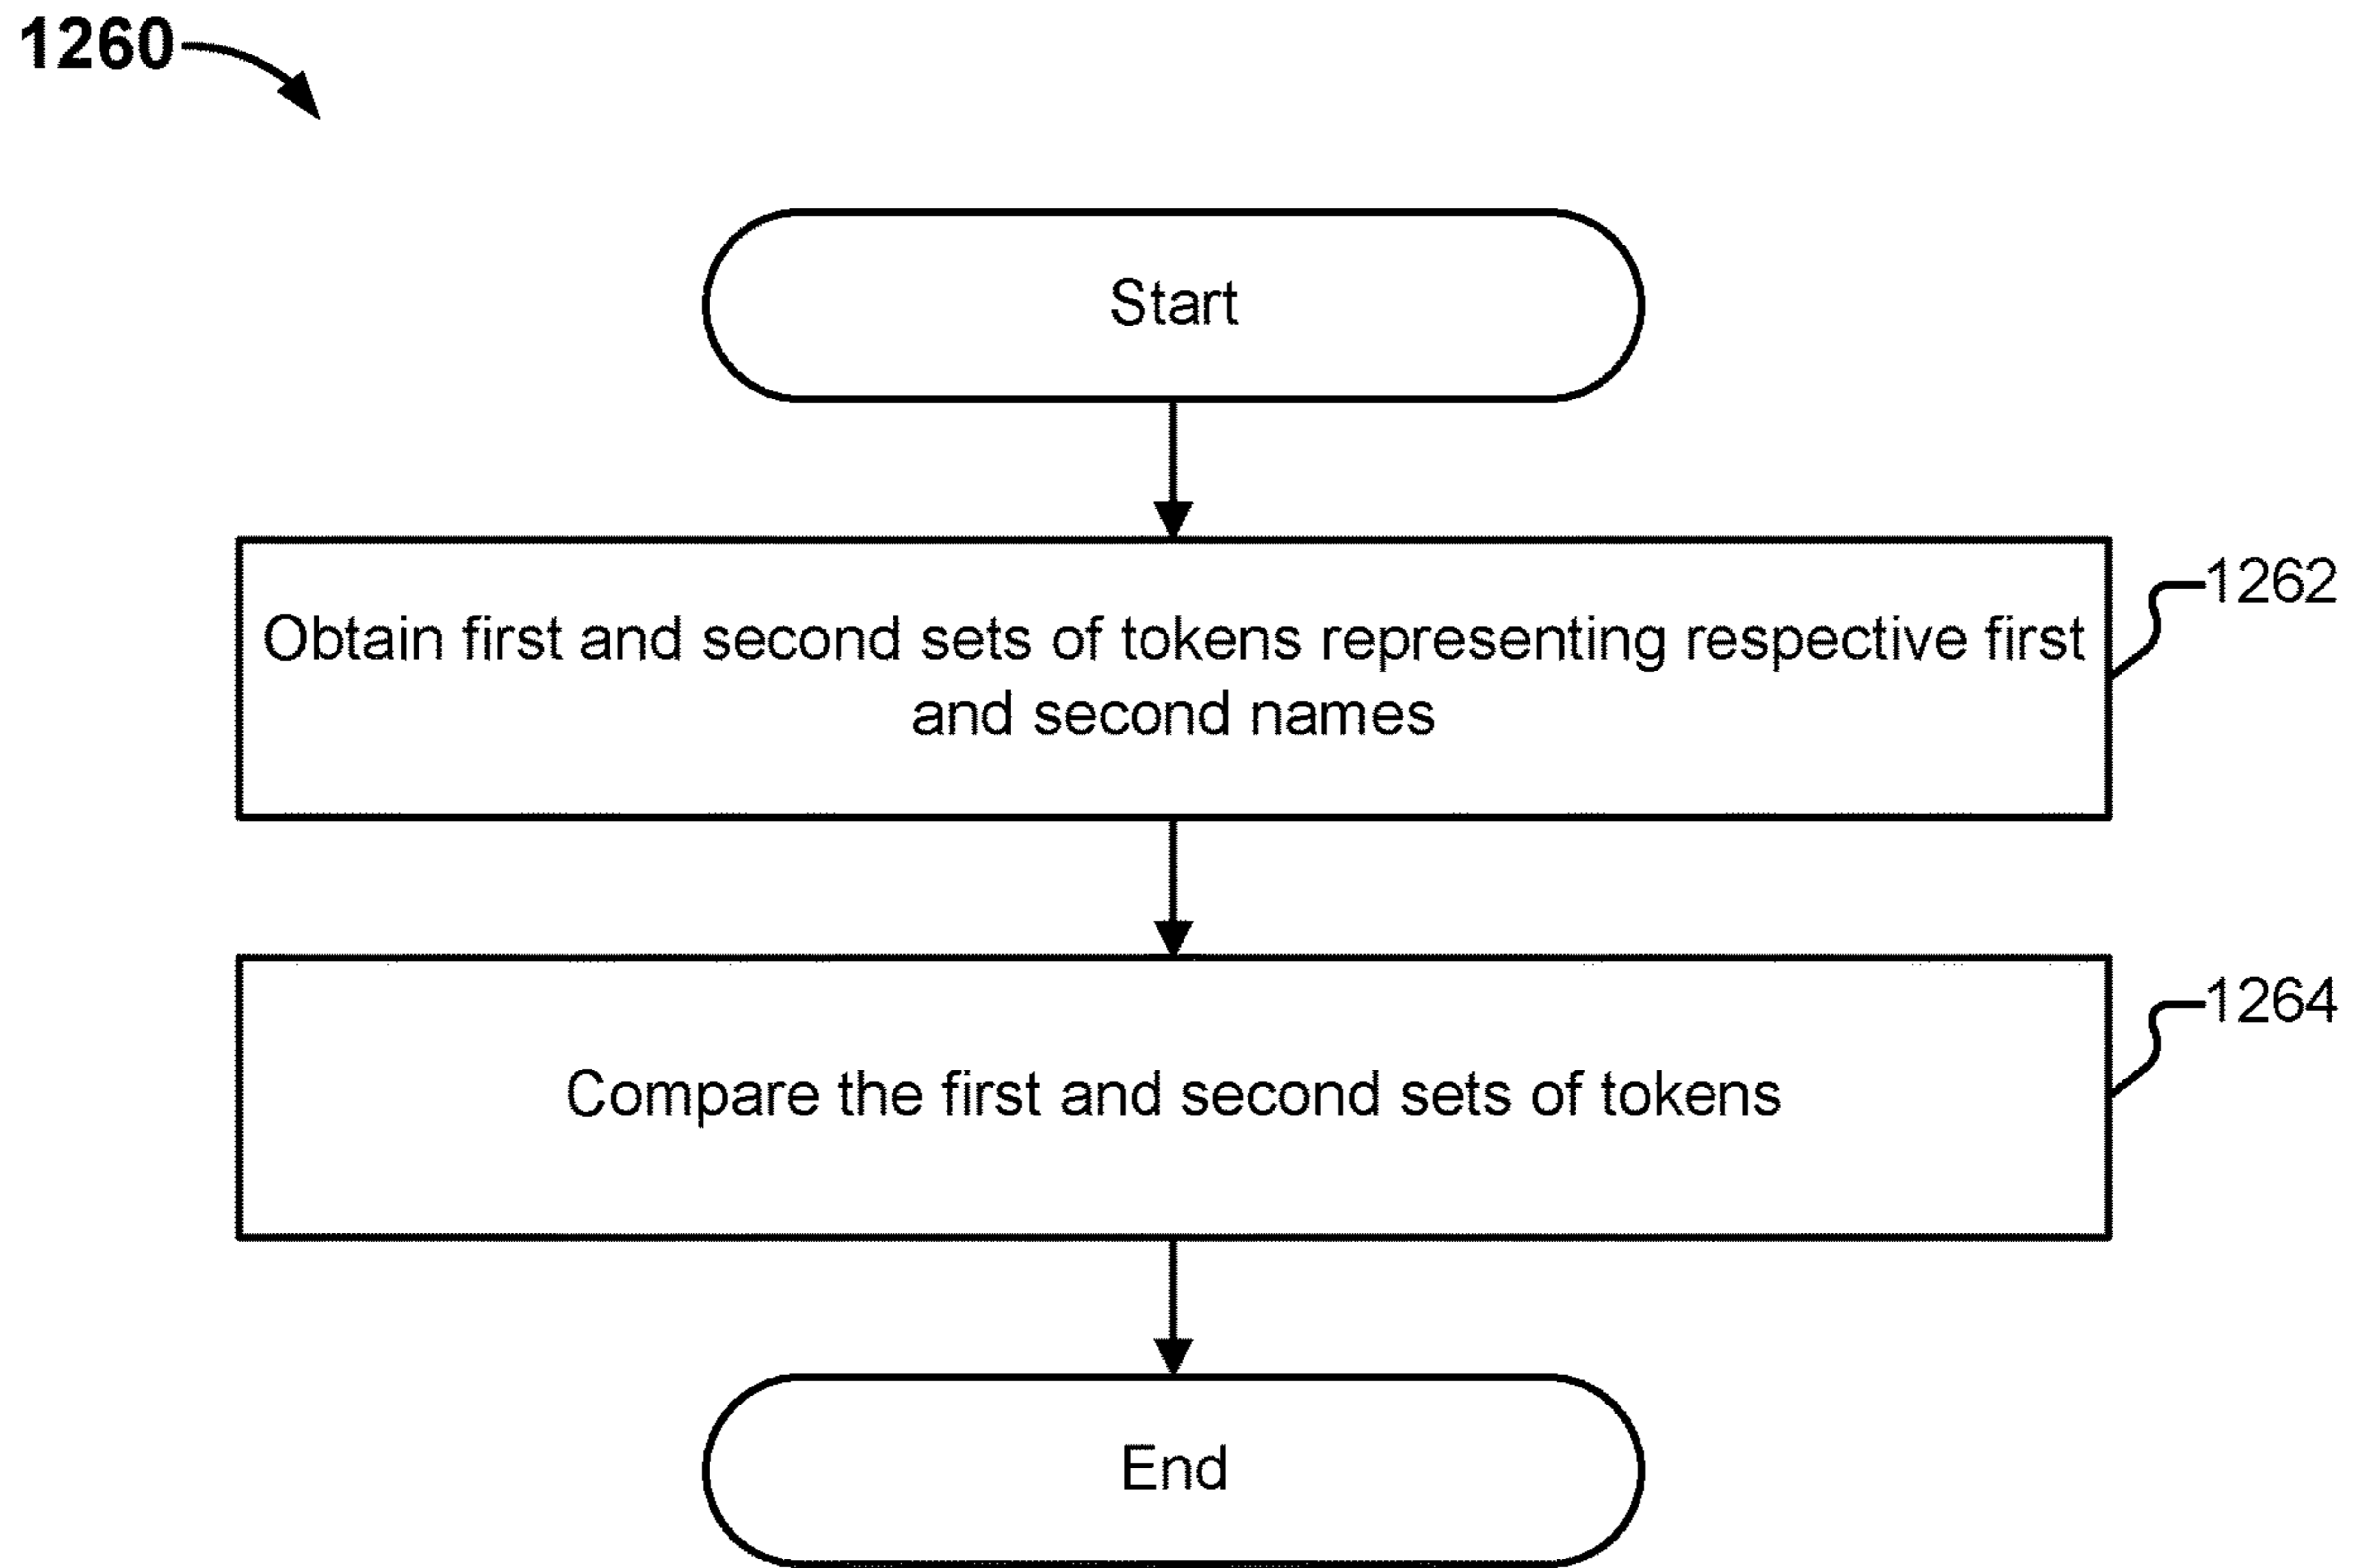 1260
Start
Obtain first and second sets of tokens representing respective first
and second names
1262
Compare the first and second sets of tokens
1264
End